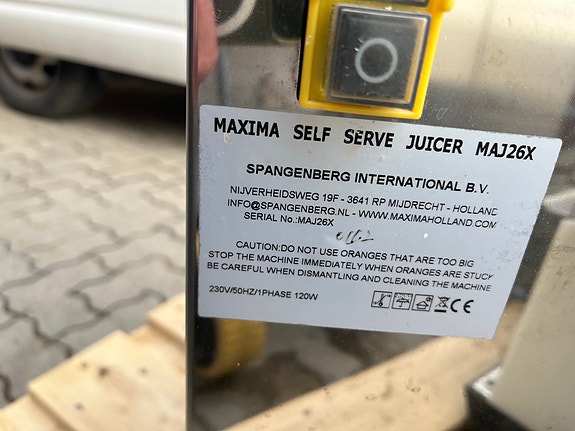 MAXIMA SELF SERVE JUICER MAJ26X
SPANGENBERG INTERNATIONAL B.V.
NIJVERHEIDSWEG 19F - 3641 RP MIJDRECHT - HOLLAND
INFO@SPANGENBERG.NL - WWW.MAXIMAHOLLAND.COM
SERIAL No.:MAJ26X
CAUTION:DO NOT USE ORANGES THAT ARE TOO BIG
STOP THE MACHINE IMMEDIATELY WHEN ORANGES ARE STUCK
BE CAREFUL WHEN DISMANTLING AND CLEANING THE MACHINE
230V/50HZ/1PHASE 120W CE